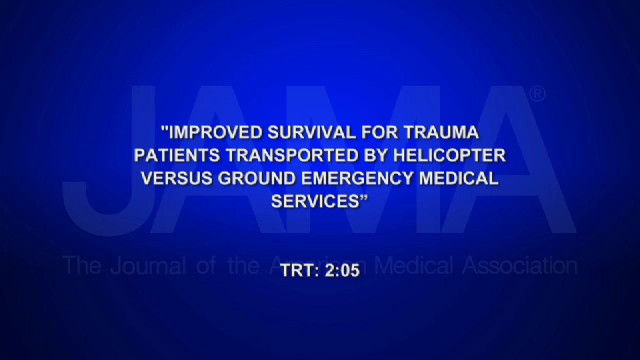 JAMA®
"IMPROVED SURVIVAL FOR TRAUMA
PATIENTS TRANSPORTED BY HELICOPTER
VERSUS GROUND EMERGENCY MEDICAL
SERVICES”
The Journal of the American Medical Association
TRT: 2:05